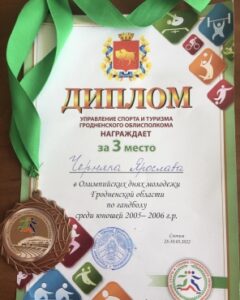 ДИПЛОМ
УПРАВЛЕНИЕ СПОРТА И ТУРИЗМА
ГРОДНЕНСКОГО ОБЛИСПОЛКОМА
НАГРАЖДАЕТ
за 3 место
Ярослава
в Олимпийских днях молодежи
Гродненской области
по гандболу
среди юношей 2005– 2006 г.р.